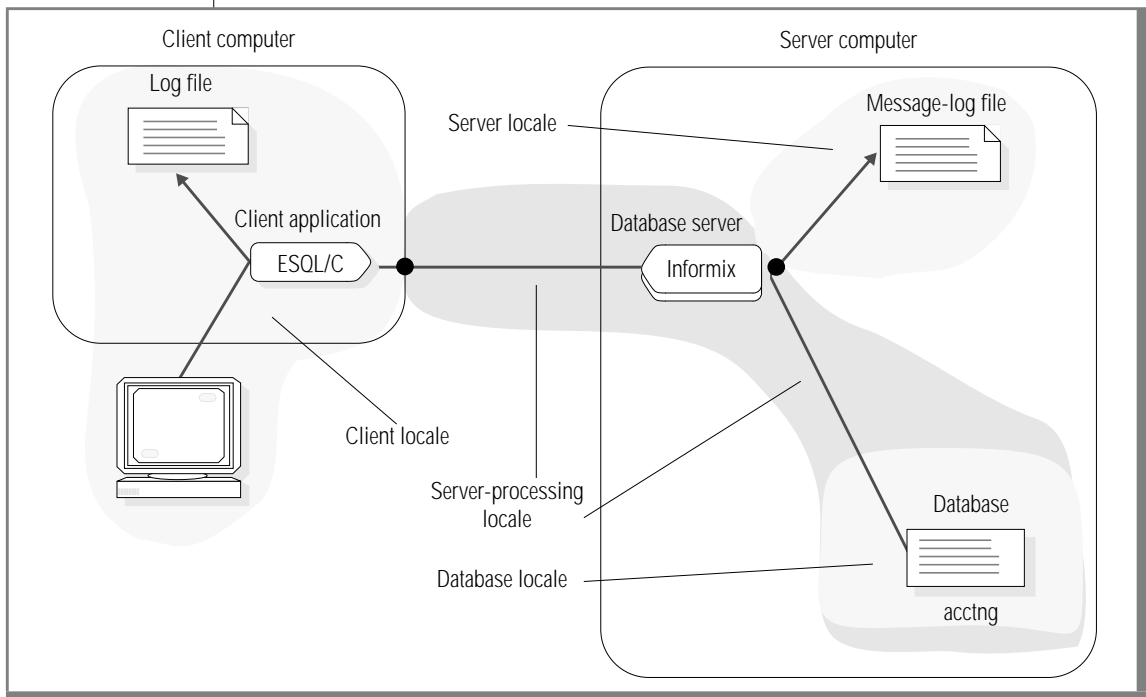 Client computer
Server computer
Log file
Message-log file
Server locale
Client application
Database server
ESQL/C
Informix
Client locale
Server-processing
locale
Database
Database locale
acctng